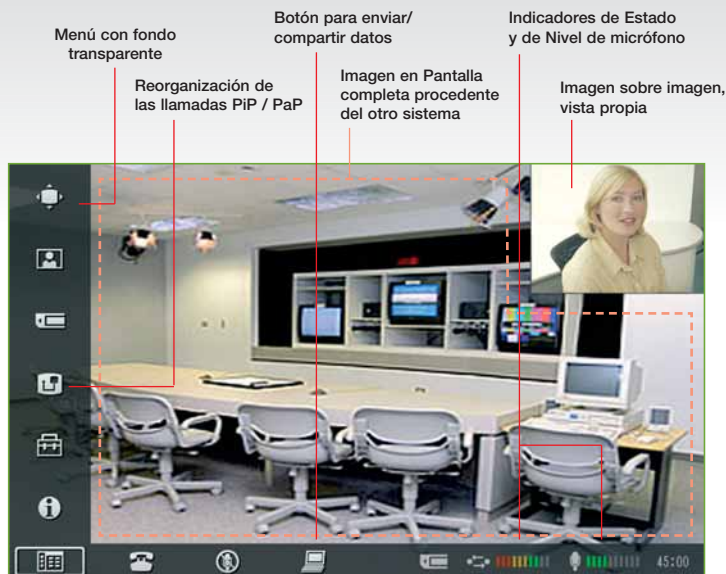 Menú con fondo
transparente
Reorganización de
las llamadas PiP / PaP
Botón para enviar/
compartir datos
Imagen en Pantalla
completa procedente
del otro sistema
Indicadores de Estado
y de Nivel de micrófono
Imagen sobre imagen,
vista propia
45:00